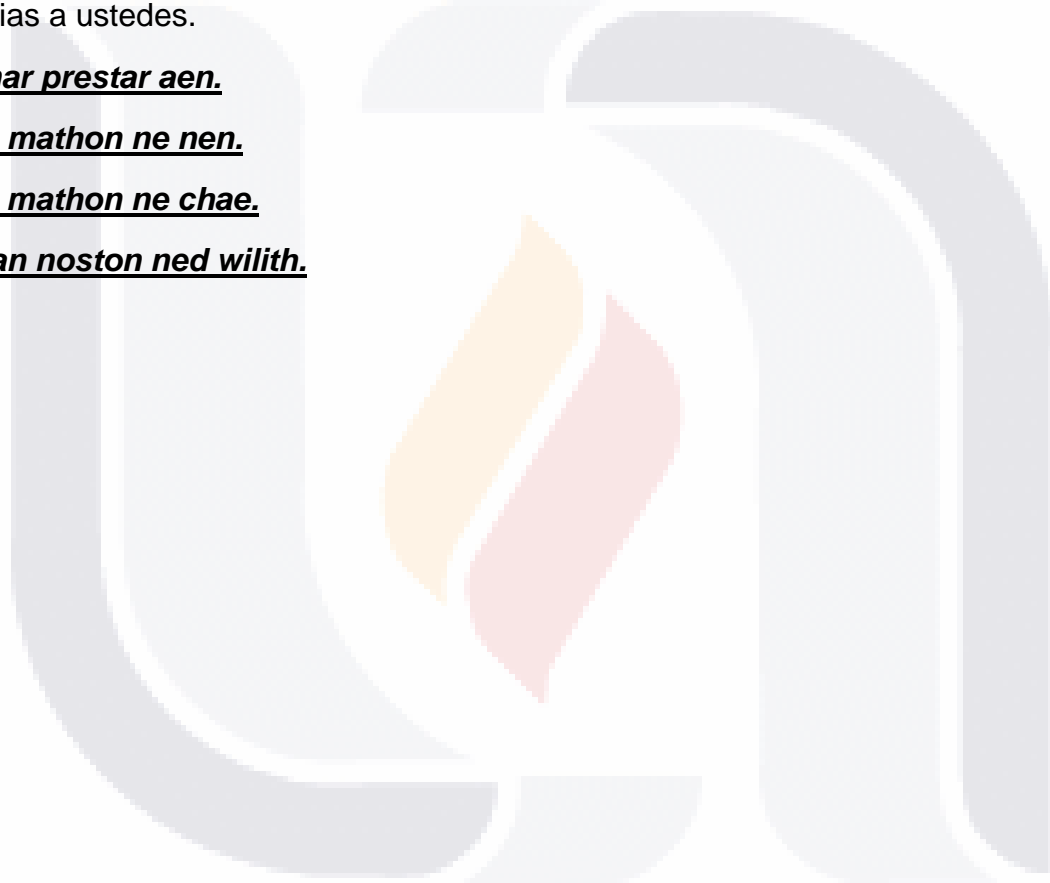 ias a ustedes.
ar prestar aen.
mathon ne nen.
mathon ne chae.
an noston ned wilith.